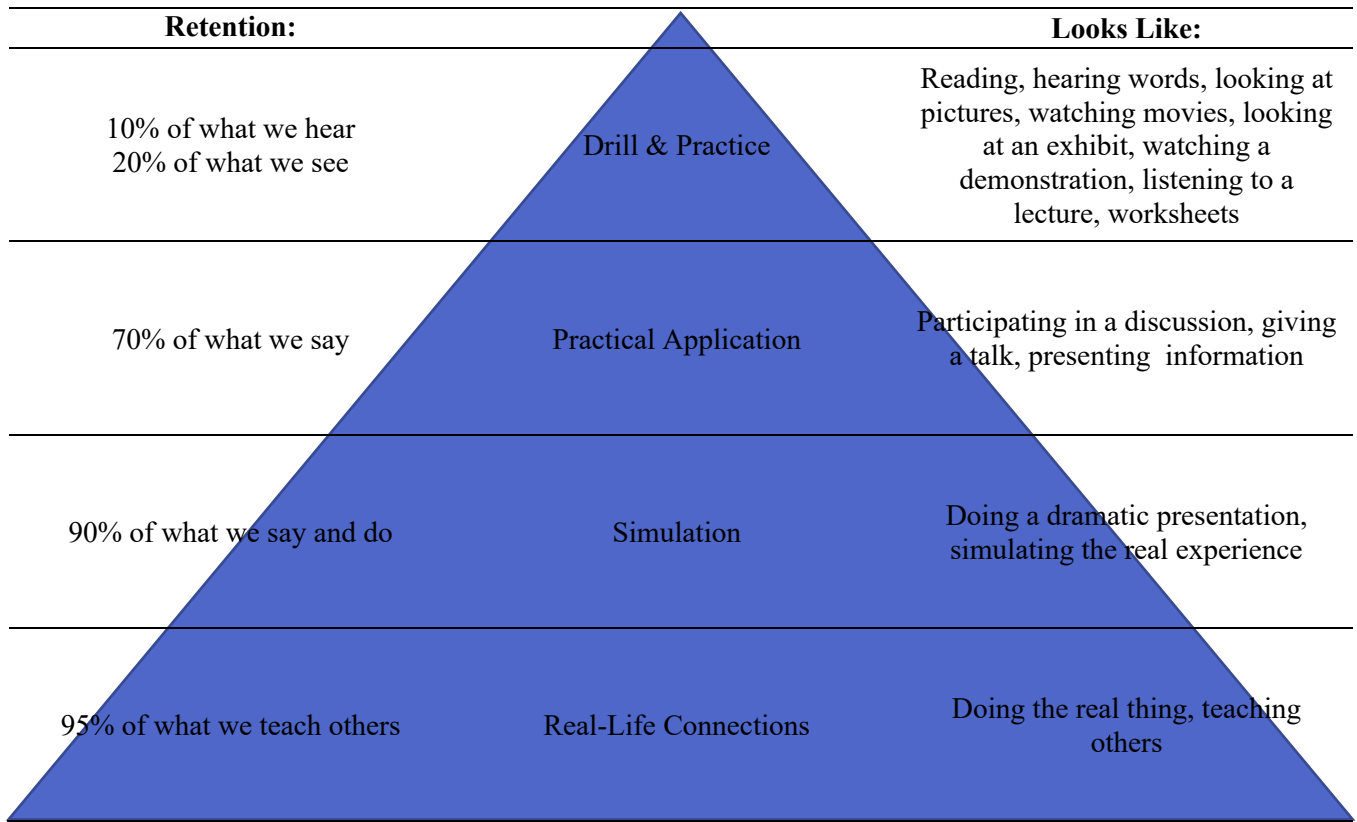 Retention:
Looks Like:
10% of what we hear
20% of what we see
Drill & Practice
Reading, hearing words, looking at
pictures, watching movies, looking
at an exhibit, watching a
demonstration, listening to a
lecture, worksheets
70% of what we say
Practical Application
Participating in a discussion, giving
a talk, presenting  information
90% of what we say and do
Simulation
Doing a dramatic presentation,
simulating the real experience
95% of what we teach others
Real-Life Connections
Doing the real thing, teaching
others